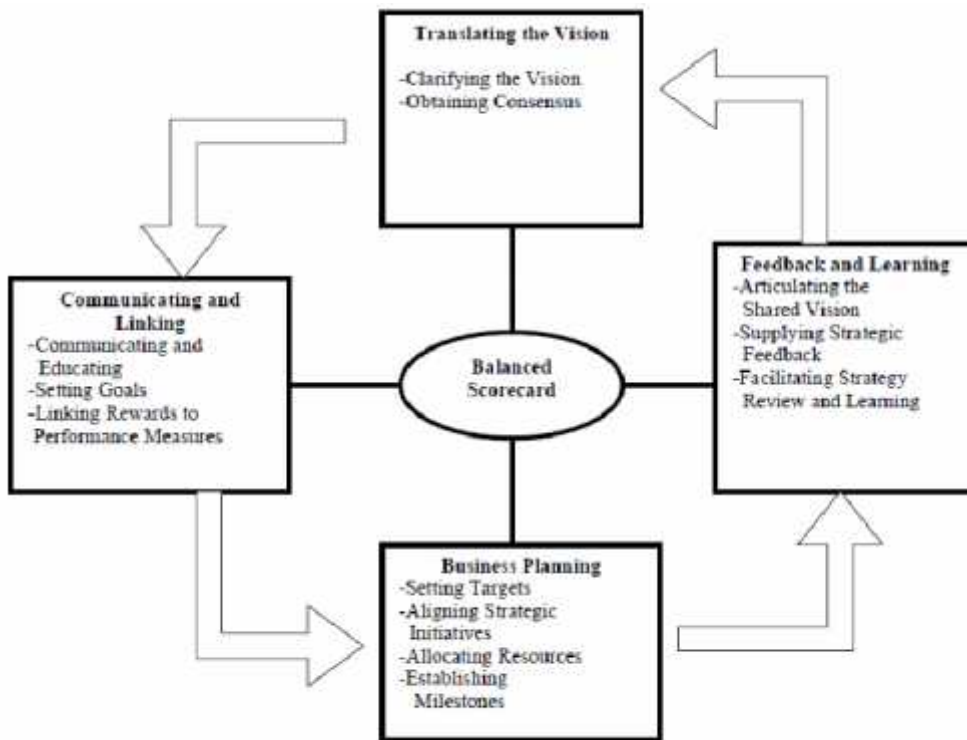 Translating the Vision
-Clarifying the Vision
-Obtaining Consensus
Communicating and
Linking
-Communicating and
Educating
-Setting Goals
-Linking Rewards to
Performance Measures
Balanced
Scorecard
Feedback and Learning
-Articulating the
Shared Vision
-Supplying Strategic
Feedback
-Facilitating Strategy
Review and Learning
Business Planning
-Setting Targets
-Aligning Strategic
Initiatives
-Allocating Resources
-Establishing
Milestones